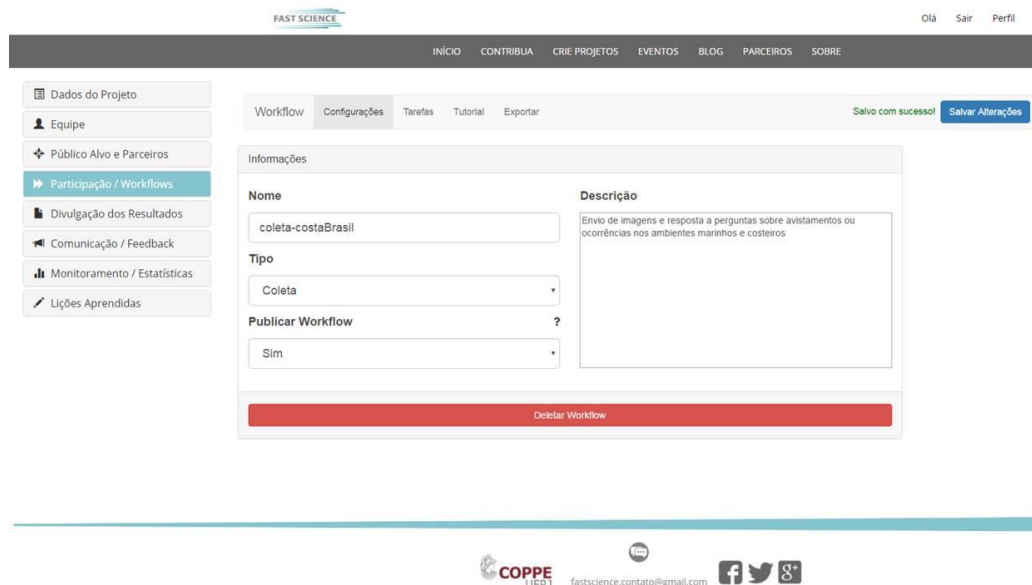 FAST SCIENCE
Olá Sair Perfil
INÍCIO CONTRIBUA CRIE PROJETOS EVENTOS BLOG PARCEIROS SOBRE
Dados do Projeto
Equipe
Público Alvo e Parceiros
Participação / Workflows
Divulgação dos Resultados
Comunicação / Feedback
Monitoramento / Estatísticas
Lições Aprendidas
Workflow Configurações Tarefas Tutorial Exportar
Salvo com sucesso! Salvar Alterações
Informações
Nome
coleta-costaBrasil
Tipo
Coleta
Publicar Workflow ?
Sim
Descrição
Envio de imagens e resposta a perguntas sobre avistamentos ou
ocorrências nos ambientes marinhos e costeiros
Deletar Workflow
COPPE
UFRJ
fastscience.contato@gmail.com